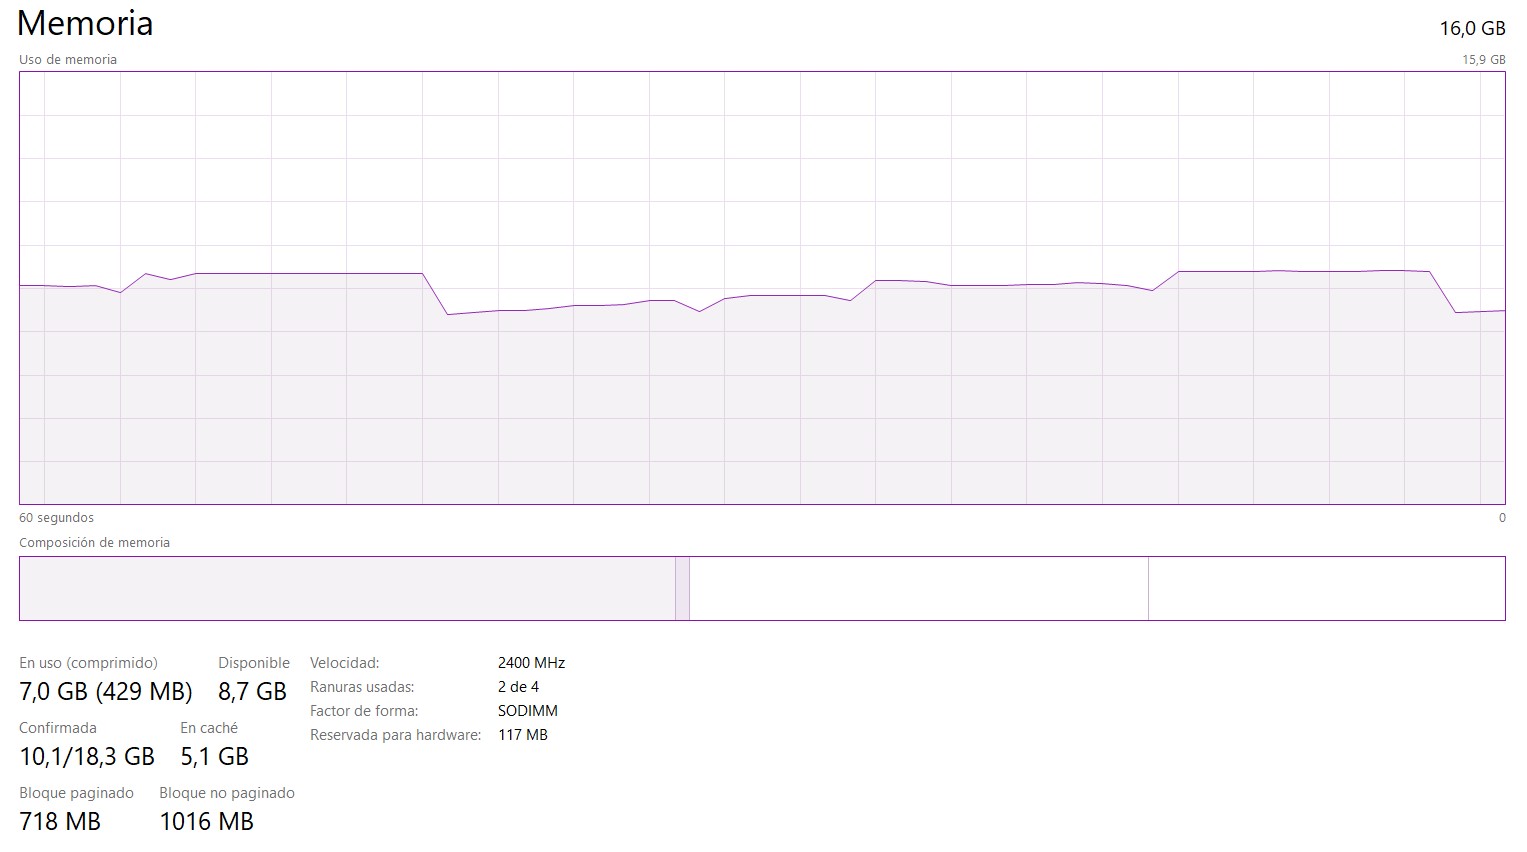 Memoria
16,0 GB
Uso de memoria
15,9 GB
60 segundos
0
Composición de memoria
En uso (comprimido)
7,0 GB (429 MB)
Disponible
8,7 GB
Confirmada
10,1/18,3 GB
En caché
5,1 GB
Bloque paginado
718 MB
Bloque no paginado
1016 MB
Velocidad: 2400 MHz
Ranuras usadas: 2 de 4
Factor de forma: SODIMM
Reservada para hardware: 117 MB